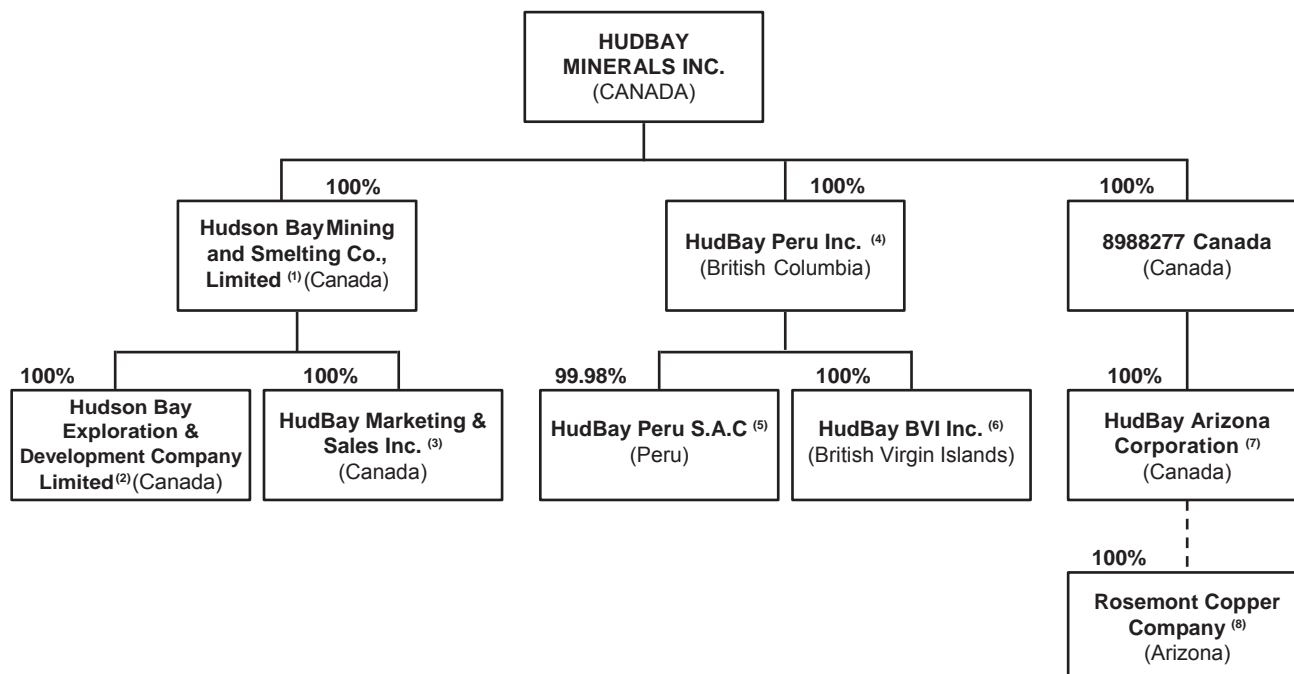 HUDBAY
MINERALS INC.
(CANADA)
100%
100%
100%
Hudson Bay Mining
and Smelting Co.,
Limited (1) (Canada)
HudBay Peru Inc. (4)
(British Columbia)
8988277 Canada
(Canada)
100%
100%
99.98%
100%
100%
Hudson Bay
Exploration &
Development Company
Limited (2) (Canada)
HudBay Marketing &
Sales Inc. (3)
(Canada)
HudBay Peru S.A.C (5)
(Peru)
HudBay BVI Inc. (6)
(British Virgin Islands)
HudBay Arizona
Corporation (7)
(Canada)
100%
Rosemont Copper
Company (8)
(Arizona)